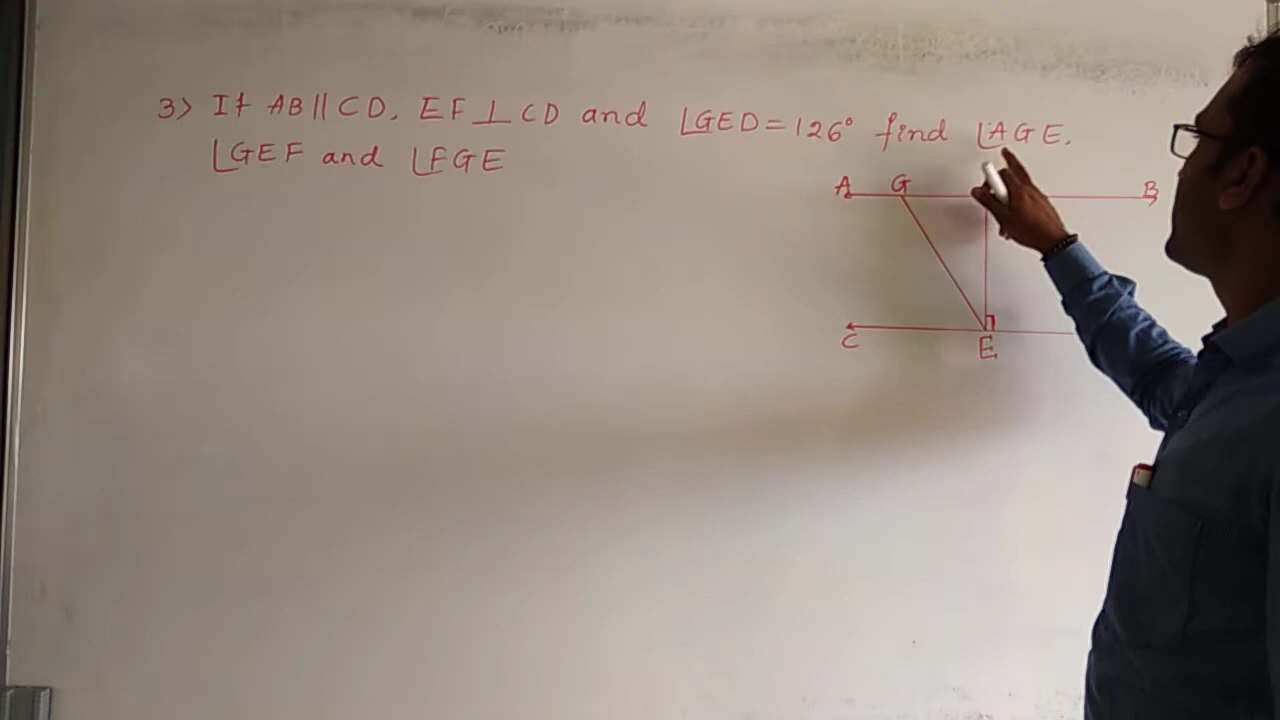 3) If AB || CD, EF ⊥ CD and ∠GED = 126° find ∠AGE.
∠GEF and ∠FGE
A G B
C E